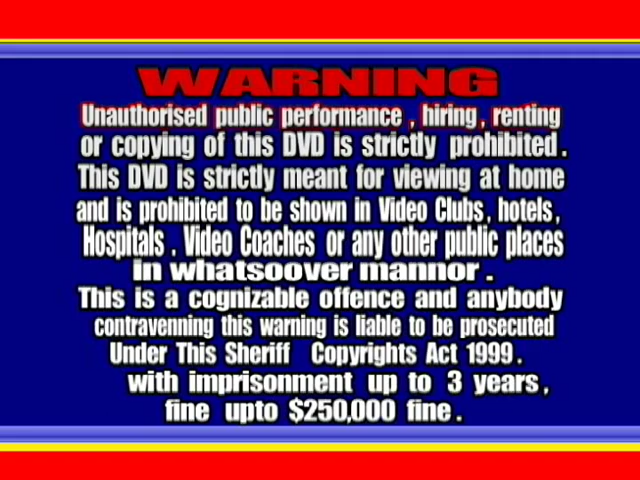 WARNING
Unauthorised public performance , hiring , renting
or copying of this DVD is strictly prohibited .
This DVD is strictly meant for viewing at home
and is prohibited to be shown in Video Clubs , hotels ,
Hospitals . Video Coaches or any other public places
in whatsoover mannor .
This is a cognizable offence and anybody
contravenning this warning is liable to be prosecuted
Under This Sheriff Copyrights Act 1999 .
with imprisonment up to 3 years ,
fine upto $250,000 fine .